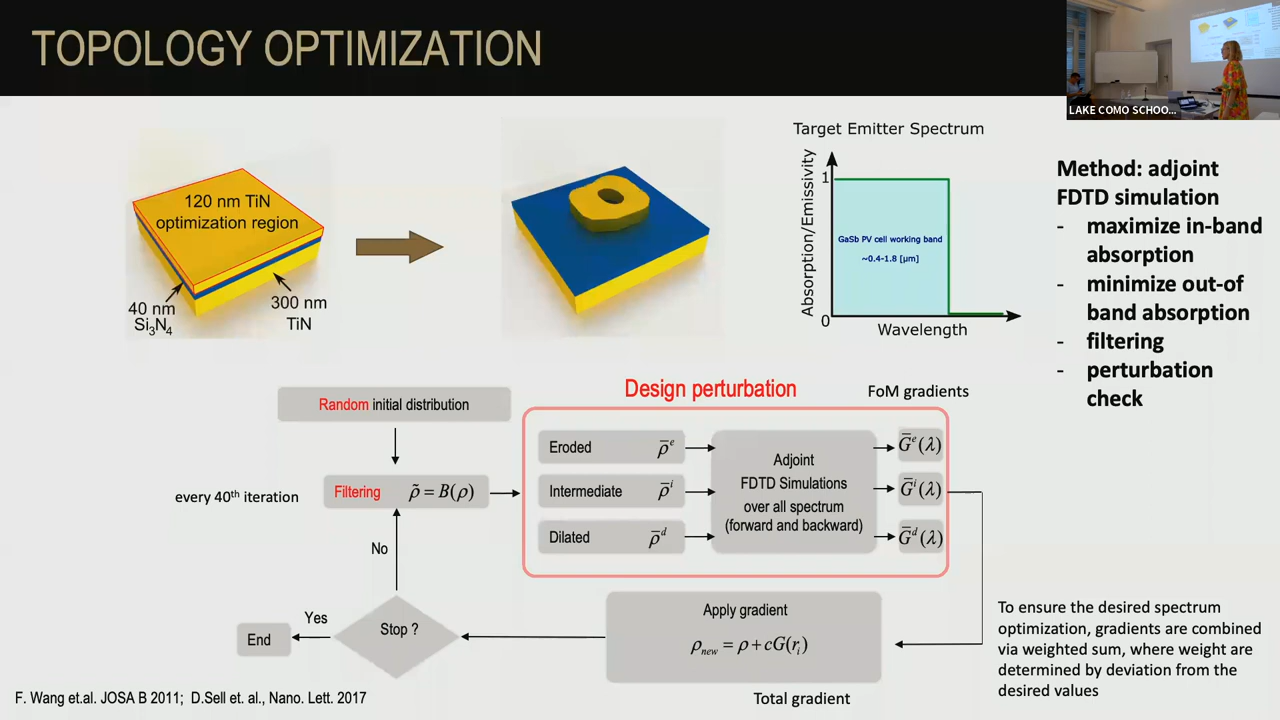 TOPOLOGY OPTIMIZATION
LAKE COMO SCHOO...
120 nm TiN
optimization region
40 nm
Si₃N₄
300 nm
TiN
Target Emitter Spectrum
Absorption/Emissivity
1
GaSb PV cell working band
~0.4-1.8 [µm]
0
Wavelength
Method: adjoint
FDTD simulation
- maximize in-band
absorption
- minimize out-of
band absorption
- filtering
- perturbation
check
Random initial distribution
every 40th iteration
Filtering ρ̃ = B(ρ)
Design perturbation
FoM gradients
Eroded ρ̅ᵉ
Intermediate ρ̅ⁱ
Dilated ρ̅ᵈ
Adjoint
FDTD Simulations
over all spectrum
(forward and backward)
G̅ᵉ(λ)
G̅ⁱ(λ)
G̅ᵈ(λ)
No
Stop ?
Yes
End
Apply gradient
ρnew = ρ + cG(rᵢ)
Total gradient
To ensure the desired spectrum
optimization, gradients are combined
via weighted sum, where weight are
determined by deviation from the
desired values
F. Wang et.al. JOSA B 2011; D.Sell et. al., Nano. Lett. 2017